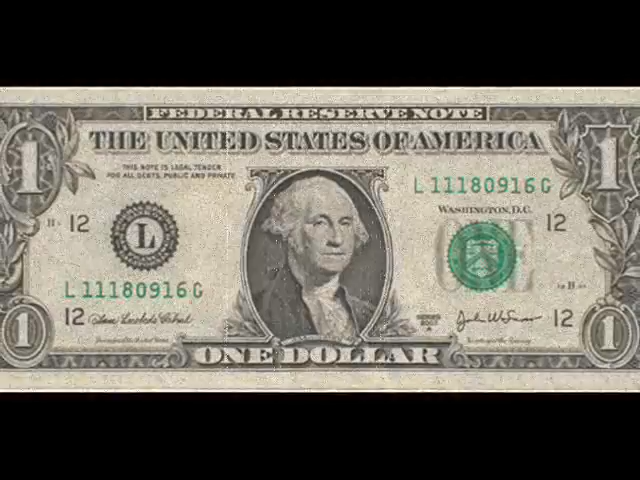 FEDERAL RESERVE NOTE
THE UNITED STATES OF AMERICA
1
1
THIS NOTE IS LEGAL TENDER
FOR ALL DEBTS, PUBLIC AND PRIVATE
L 11180916 G
WASHINGTON, D.C.
12
12
L
L 11180916 G
12
12
SERIES
1
1
ONE DOLLAR